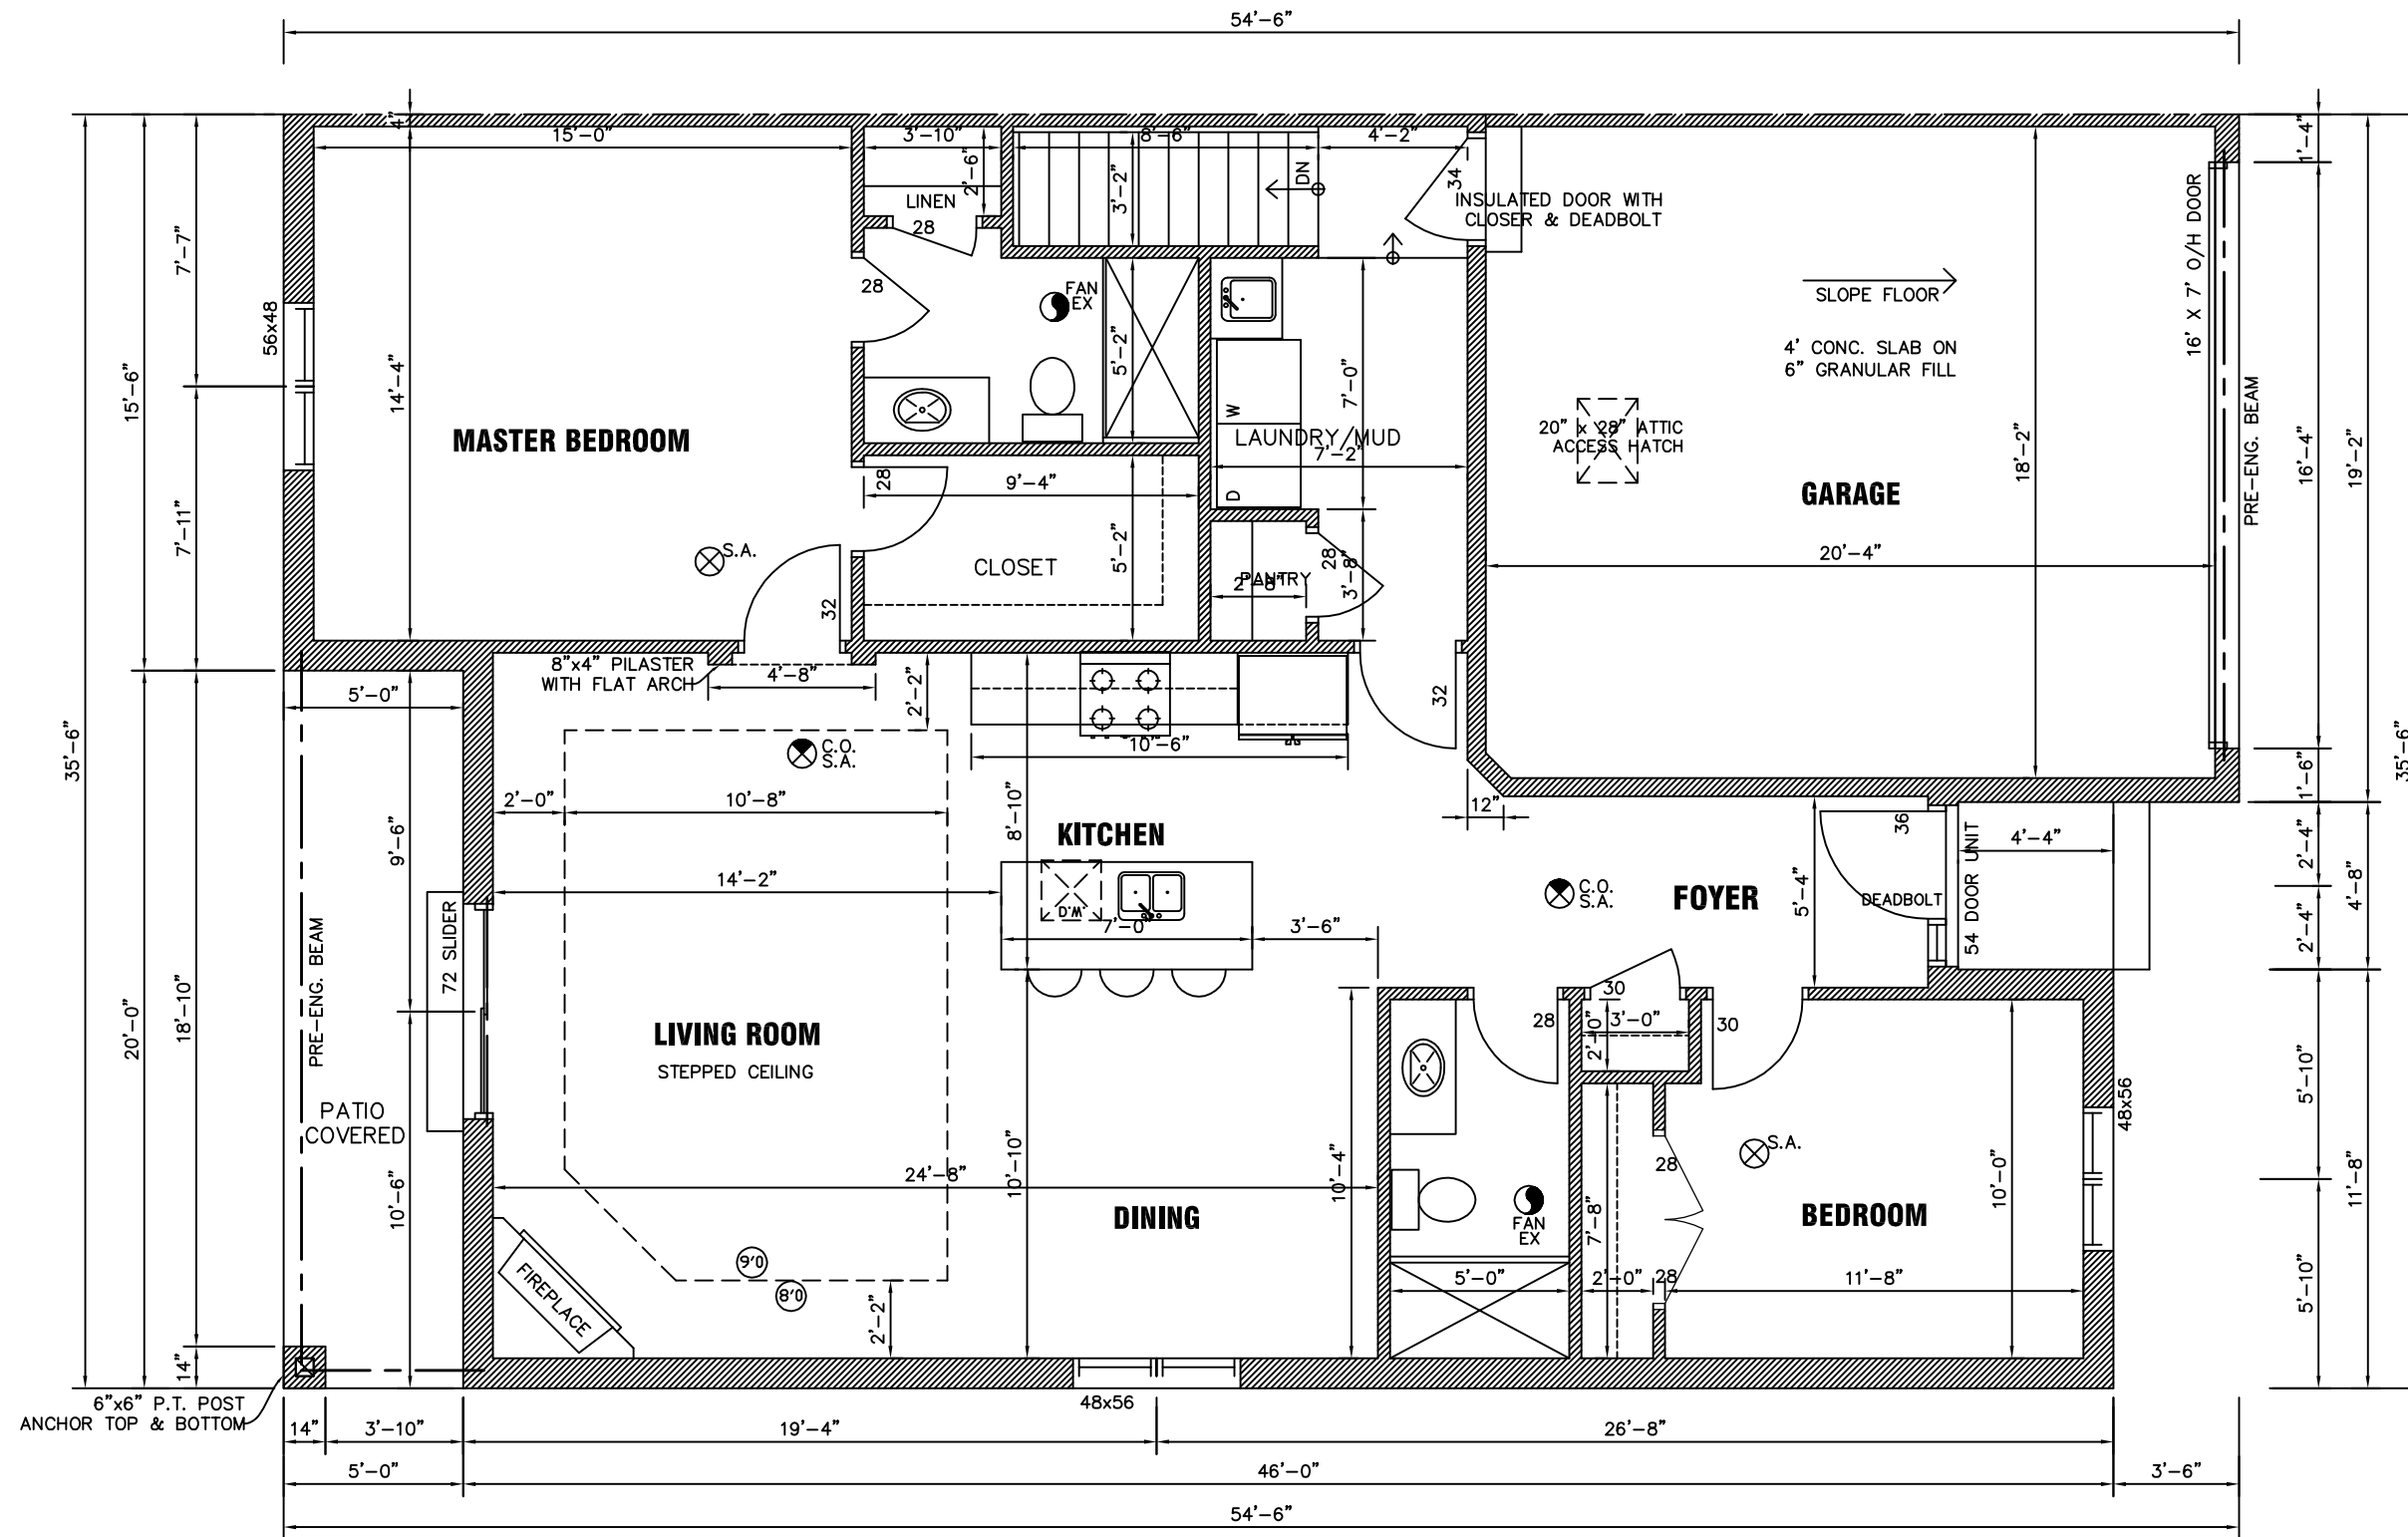 54'-6"
15'-0"
3'-10"
8'-6"
4'-2"
4"
1'-4"
2'-6"
3'-2"
DN
34
LINEN
28
INSULATED DOOR WITH
CLOSER & DEADBOLT
16' X 7' O/H DOOR
7'-7"
28
FAN
EX
SLOPE FLOOR
56x48
5'-2"
4' CONC. SLAB ON
6" GRANULAR FILL
15'-6"
14'-4"
7'-0"
W
PRE-ENG. BEAM
MASTER BEDROOM
LAUNDRY/MUD
7'-2"
20" x 28" ATTIC
ACCESS HATCH
18'-2"
16'-4"
19'-2"
28
9'-4"
D
GARAGE
7'-11"
S.A.
5'-2"
CLOSET
28
PANTRY
2'-8"
3'-8"
20'-4"
32
8"x4" PILASTER
WITH FLAT ARCH
4'-8"
2'-2"
32
5'-0"
35'-6"
35'-6"
C.O.
S.A.
10'-6"
1'-6"
2'-0"
10'-8"
12"
9'-6"
8'-10"
KITCHEN
36
54 DOOR UNIT
4'-4"
2'-4"
14'-2"
D.W.
7'-0"
3'-6"
C.O.
S.A.
FOYER
5'-4"
DEADBOLT
4'-8"
2'-4"
PRE-ENG. BEAM
72 SLIDER
20'-0"
18'-10"
LIVING ROOM
STEPPED CEILING
28
30
3'-0"
2'-0"
30
5'-10"
48x56
PATIO
COVERED
10'-6"
24'-8"
10'-10"
10'-4"
28
S.A.
10'-0"
11'-8"
DINING
FAN
EX
7'-8"
BEDROOM
9'0
8'0
FIREPLACE
2'-2"
5'-0"
2'-0"
28
11'-8"
5'-10"
14"
6"x6" P.T. POST
ANCHOR TOP & BOTTOM
48x56
14"
3'-10"
19'-4"
26'-8"
5'-0"
46'-0"
3'-6"
54'-6"